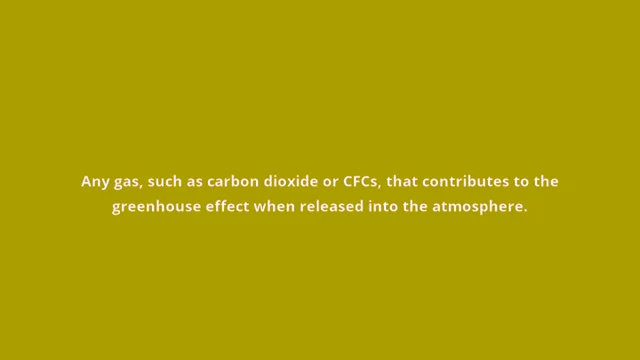 Any gas, such as carbon dioxide or CFCs, that contributes to the
greenhouse effect when released into the atmosphere.